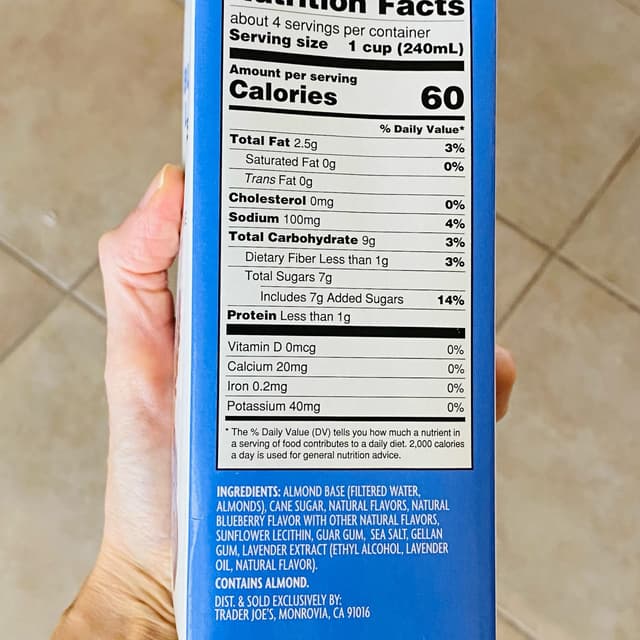 Nutrition Facts
about 4 servings per container
Serving size 1 cup (240mL)
Amount per serving
Calories 60
% Daily Value*
Total Fat 2.5g 3%
Saturated Fat 0g 0%
Trans Fat 0g
Cholesterol 0mg 0%
Sodium 100mg 4%
Total Carbohydrate 9g 3%
Dietary Fiber Less than 1g 3%
Total Sugars 7g
Includes 7g Added Sugars 14%
Protein Less than 1g
Vitamin D 0mcg 0%
Calcium 20mg 0%
Iron 0.2mg 0%
Potassium 40mg 0%
* The % Daily Value (DV) tells you how much a nutrient in
a serving of food contributes to a daily diet. 2,000 calories
a day is used for general nutrition advice.
INGREDIENTS: ALMOND BASE (FILTERED WATER,
ALMONDS), CANE SUGAR, NATURAL FLAVORS, NATURAL
BLUEBERRY FLAVOR WITH OTHER NATURAL FLAVORS,
SUNFLOWER LECITHIN, GUAR GUM, SEA SALT, GELLAN
GUM, LAVENDER EXTRACT (ETHYL ALCOHOL, LAVENDER
OIL, NATURAL FLAVOR).
CONTAINS ALMOND.
DIST. & SOLD EXCLUSIVELY BY:
TRADER JOE'S, MONROVIA, CA 91016